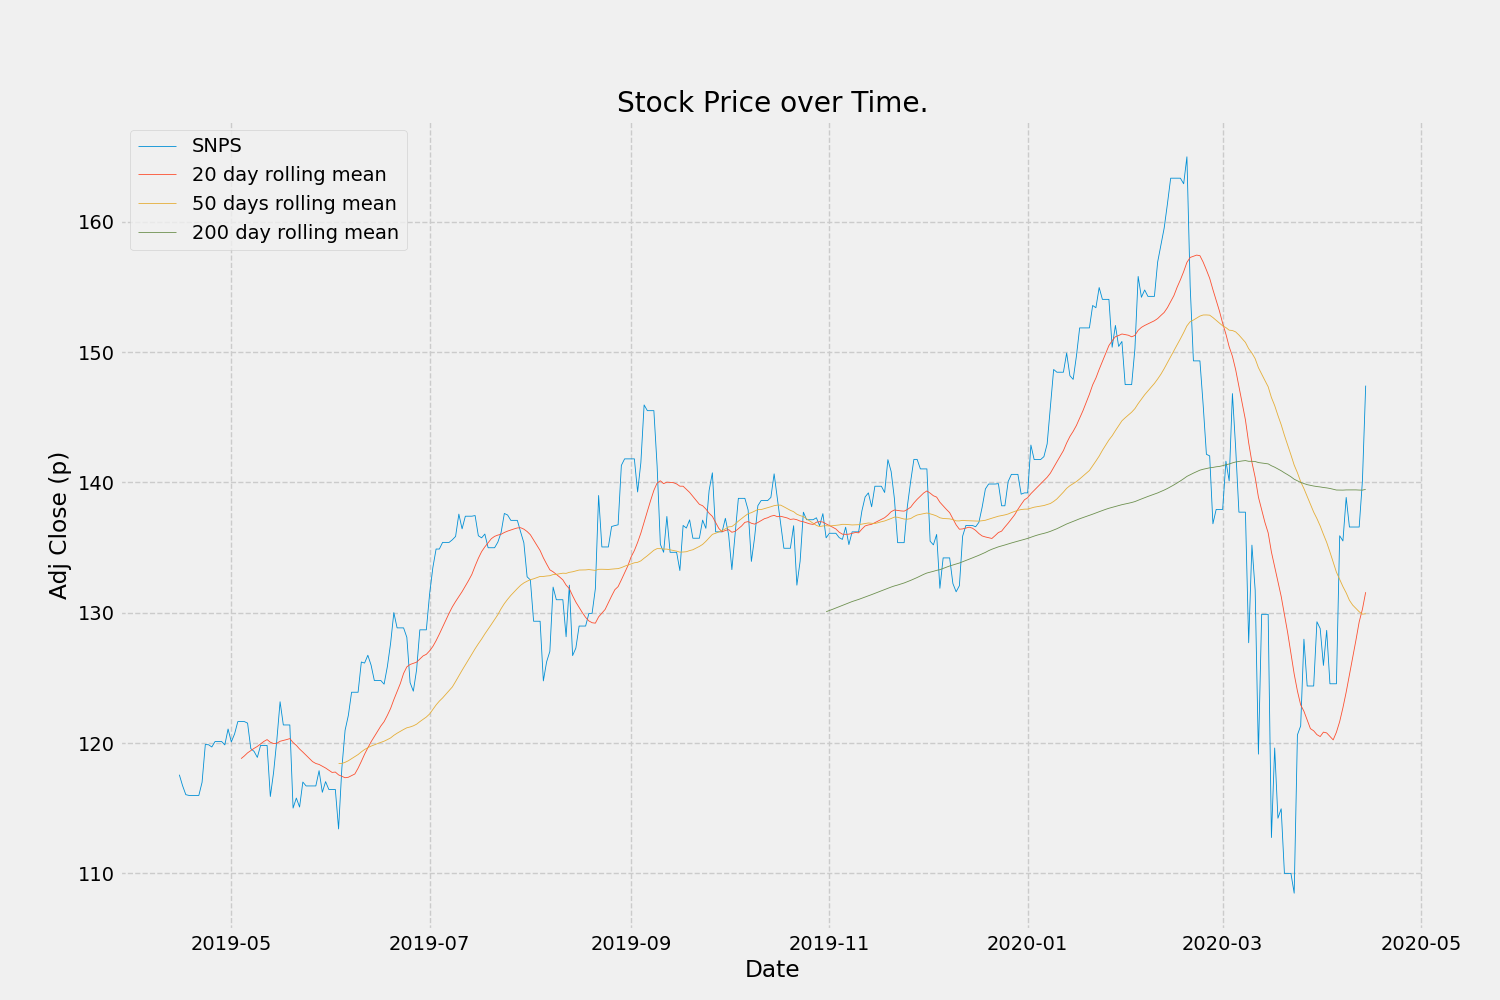 Stock Price over Time.
SNPS
20 day rolling mean
50 days rolling mean
200 day rolling mean
Adj Close (p)
160
150
140
130
120
110
2019-05 2019-07 2019-09 2019-11 2020-01 2020-03 2020-05
Date